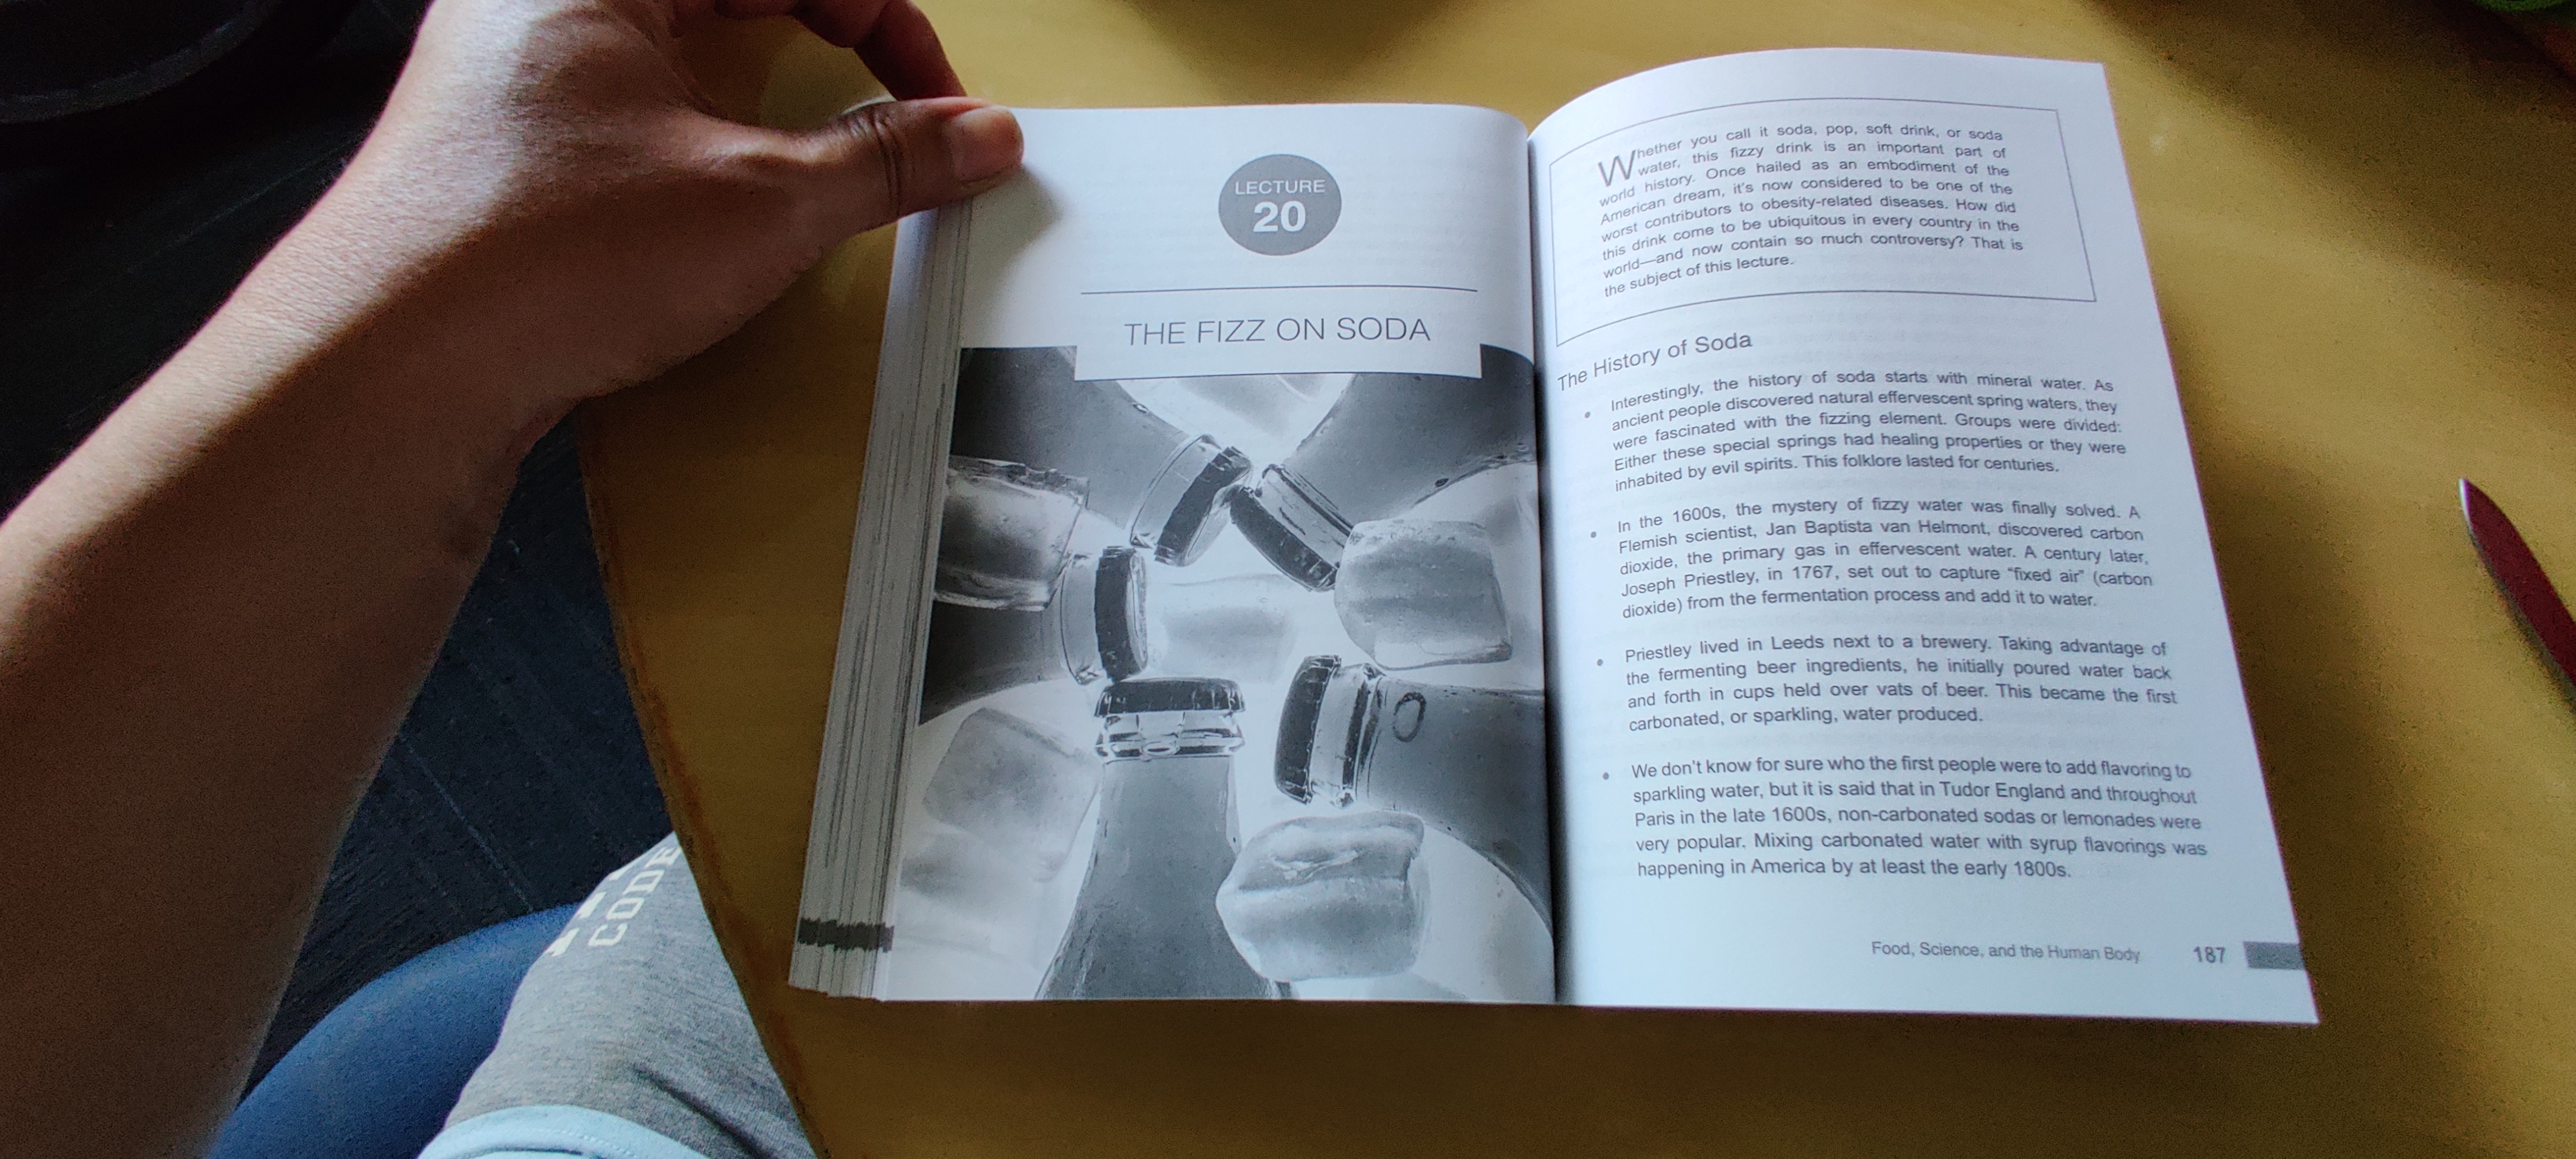 LECTURE
20
THE FIZZ ON SODA
Whether you call it soda, pop, soft drink, or soda
water, this fizzy drink is an important part of
world history. Once hailed as an embodiment of the
American dream, it's now considered to be one of the
worst contributors to obesity-related diseases. How did
this drink come to be ubiquitous in every country in the
world—and now contain so much controversy? That is
the subject of this lecture.
The History of Soda
• Interestingly, the history of soda starts with mineral water. As
ancient people discovered natural effervescent spring waters, they
were fascinated with the fizzing element. Groups were divided:
Either these special springs had healing properties or they were
inhabited by evil spirits. This folklore lasted for centuries.
• In the 1600s, the mystery of fizzy water was finally solved. A
Flemish scientist, Jan Baptista van Helmont, discovered carbon
dioxide, the primary gas in effervescent water. A century later,
Joseph Priestley, in 1767, set out to capture “fixed air” (carbon
dioxide) from the fermentation process and add it to water.
• Priestley lived in Leeds next to a brewery. Taking advantage of
the fermenting beer ingredients, he initially poured water back
and forth in cups held over vats of beer. This became the first
carbonated, or sparkling, water produced.
• We don't know for sure who the first people were to add flavoring to
sparkling water, but it is said that in Tudor England and throughout
Paris in the late 1600s, non-carbonated sodas or lemonades were
very popular. Mixing carbonated water with syrup flavorings was
happening in America by at least the early 1800s.
Food, Science, and the Human Body 187
CODE